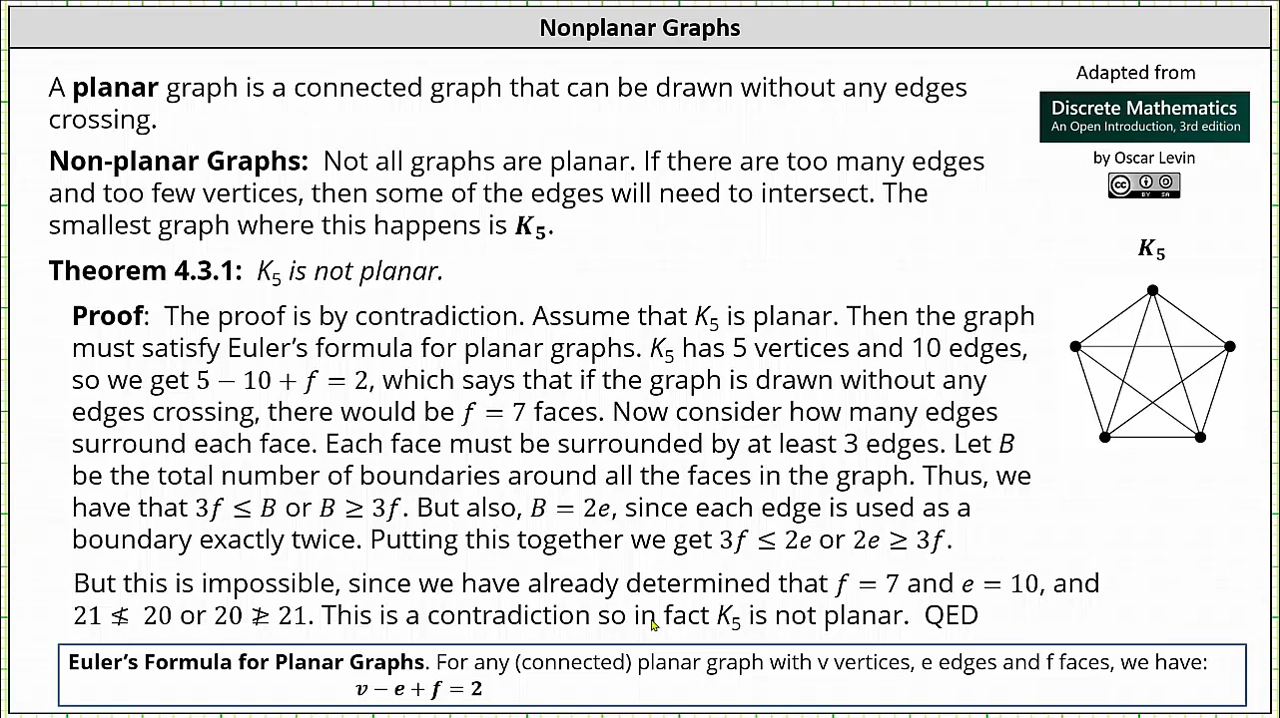 Nonplanar Graphs
A planar graph is a connected graph that can be drawn without any edges
crossing.
Non-planar Graphs: Not all graphs are planar. If there are too many edges
and too few vertices, then some of the edges will need to intersect. The
smallest graph where this happens is K₅.
Theorem 4.3.1: K₅ is not planar.
Proof: The proof is by contradiction. Assume that K₅ is planar. Then the graph
must satisfy Euler’s formula for planar graphs. K₅ has 5 vertices and 10 edges,
so we get 5 − 10 + f = 2, which says that if the graph is drawn without any
edges crossing, there would be f = 7 faces. Now consider how many edges
surround each face. Each face must be surrounded by at least 3 edges. Let B
be the total number of boundaries around all the faces in the graph. Thus, we
have that 3f ≤ B or B ≥ 3f. But also, B = 2e, since each edge is used as a
boundary exactly twice. Putting this together we get 3f ≤ 2e or 2e ≥ 3f.
But this is impossible, since we have already determined that f = 7 and e = 10, and
21 ≰ 20 or 20 ≱ 21. This is a contradiction so in fact K₅ is not planar. QED
Euler’s Formula for Planar Graphs. For any (connected) planar graph with v vertices, e edges and f faces, we have:
v − e + f = 2
Adapted from
Discrete Mathematics
An Open Introduction, 3rd edition
by Oscar Levin
cc
BY SA
K₅